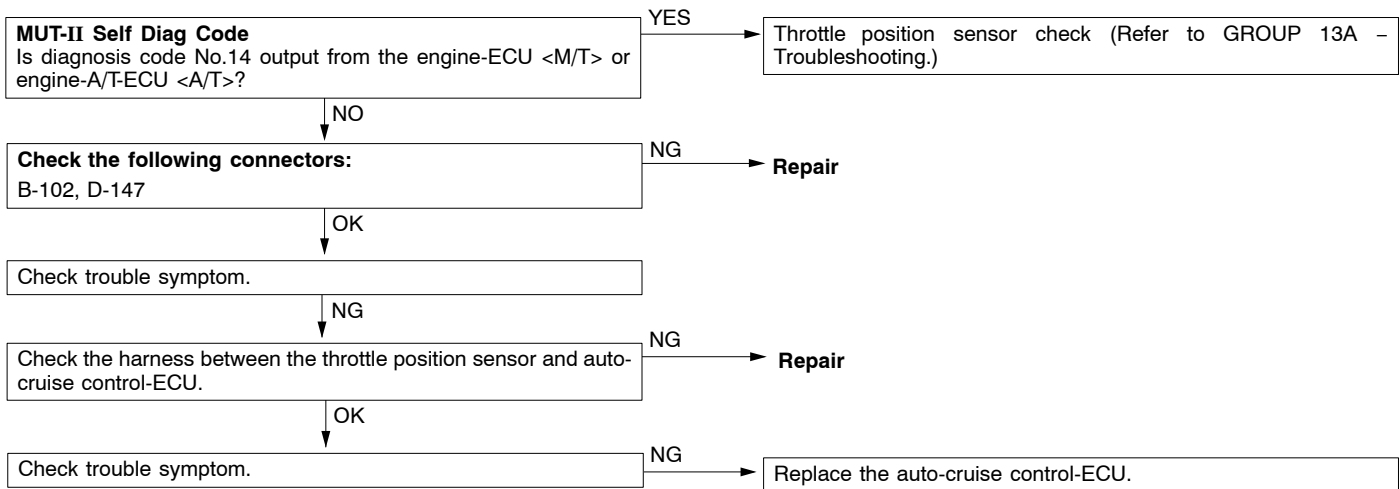 MUT-II Self Diag Code
Is diagnosis code No.14 output from the engine-ECU <M/T> or
engine-A/T-ECU <A/T>?
YES
Throttle position sensor check (Refer to GROUP 13A –
Troubleshooting.)
NO
Check the following connectors:
B-102, D-147
NG
Repair
OK
Check trouble symptom.
NG
Check the harness between the throttle position sensor and auto-
cruise control-ECU.
NG
Repair
OK
Check trouble symptom.
NG
Replace the auto-cruise control-ECU.